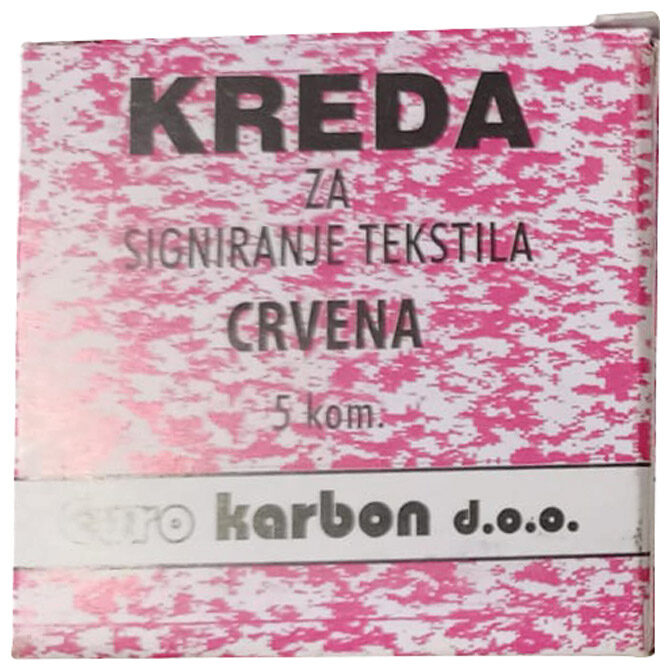 KREDA
ZA
SIGNIRANJE TEKSTILA
CRVENA
5 kom.
euro karbon d.o.o.